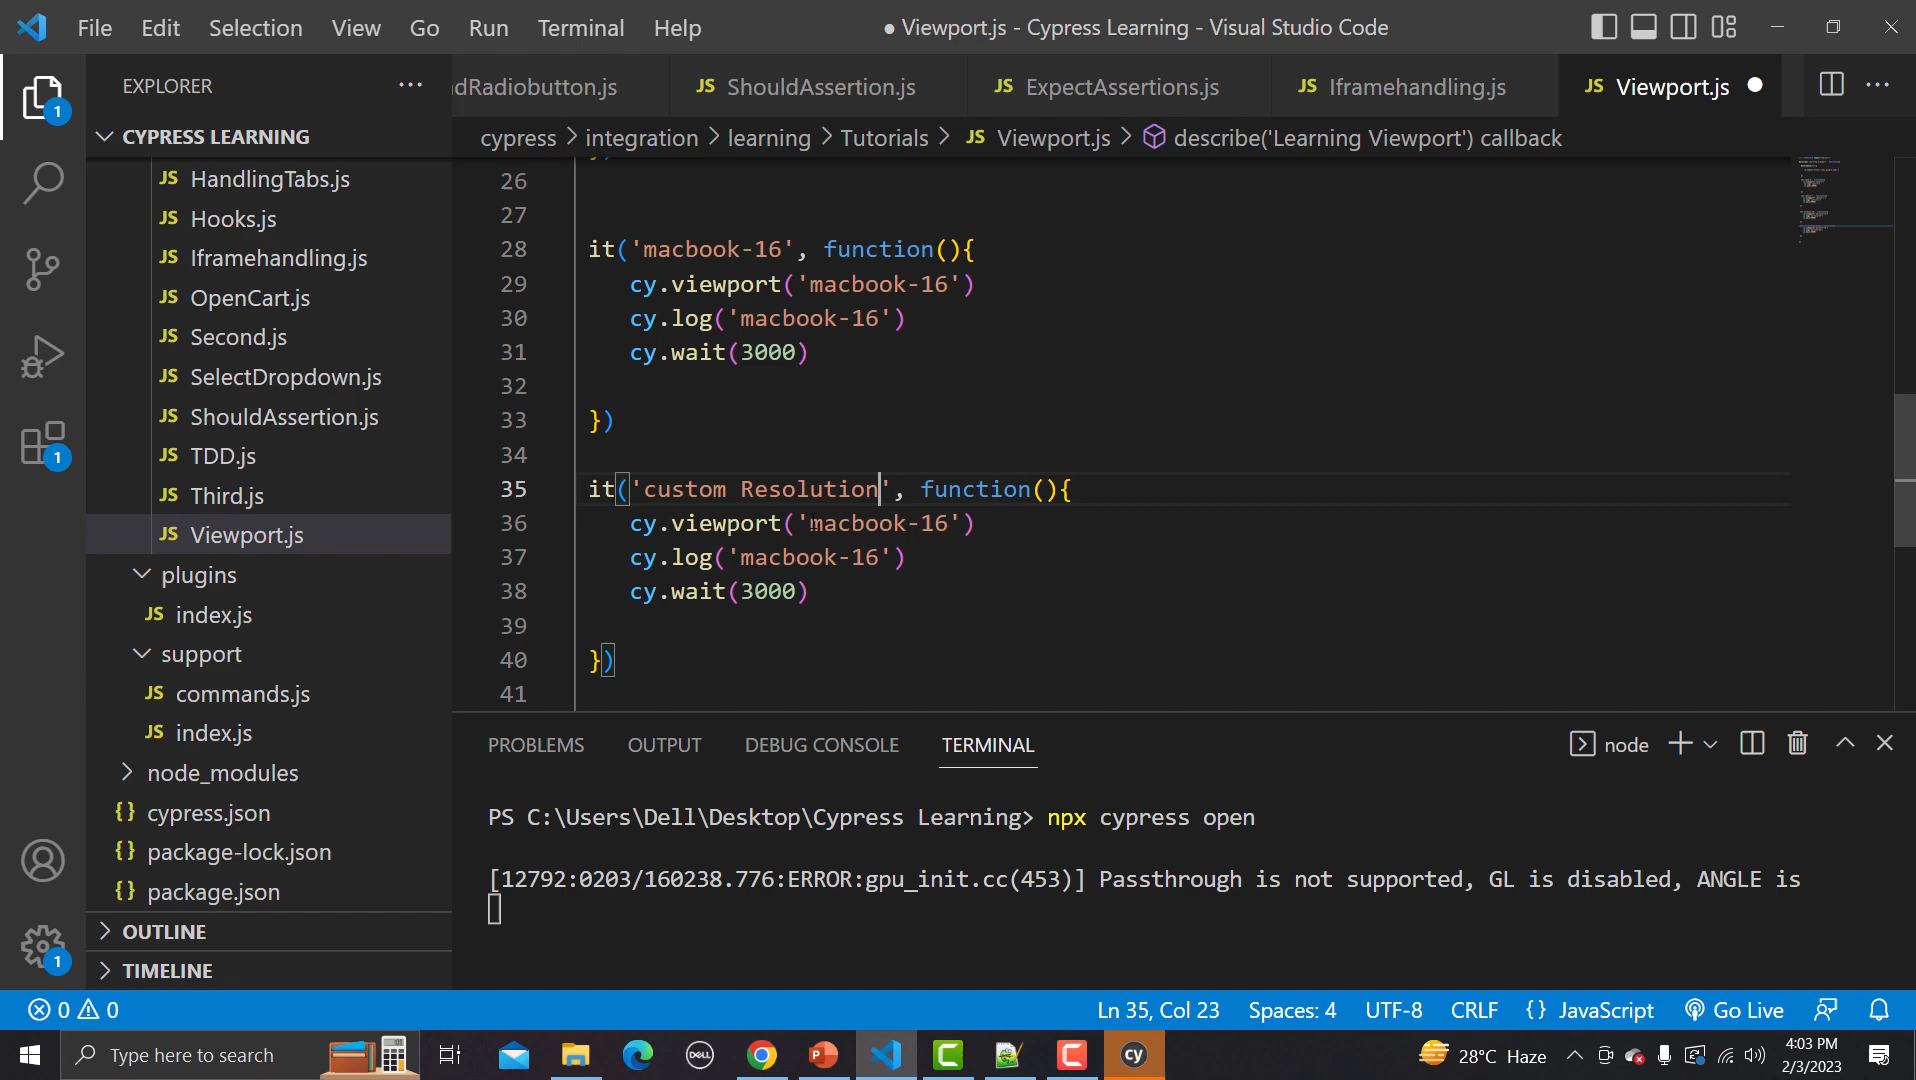 File Edit Selection View Go Run Terminal Help
● Viewport.js - Cypress Learning - Visual Studio Code
EXPLORER
dRadiobutton.js
JS ShouldAssertion.js
JS ExpectAssertions.js
JS Iframehandling.js
JS Viewport.js
CYPRESS LEARNING
cypress > integration > learning > Tutorials > JS Viewport.js > describe('Learning Viewport') callback
JS HandlingTabs.js
JS Hooks.js
JS Iframehandling.js
JS OpenCart.js
JS Second.js
JS SelectDropdown.js
JS ShouldAssertion.js
JS TDD.js
JS Third.js
JS Viewport.js
plugins
JS index.js
support
JS commands.js
JS index.js
node_modules
{} cypress.json
{} package-lock.json
{} package.json
OUTLINE
TIMELINE
1
1
1
26
27
28 it('macbook-16', function(){
29 cy.viewport('macbook-16')
30 cy.log('macbook-16')
31 cy.wait(3000)
32
33 })
34
35 it('custom Resolution', function(){
36 cy.viewport('macbook-16')
37 cy.log('macbook-16')
38 cy.wait(3000)
39
40 })
41
PROBLEMS OUTPUT DEBUG CONSOLE TERMINAL
node
PS C:\Users\Dell\Desktop\Cypress Learning> npx cypress open
[12792:0203/160238.776:ERROR:gpu_init.cc(453)] Passthrough is not supported, GL is disabled, ANGLE is
0 0
Ln 35, Col 23 Spaces: 4 UTF-8 CRLF {} JavaScript Go Live
Type here to search
DELL
cy
28°C Haze
4:03 PM
2/3/2023